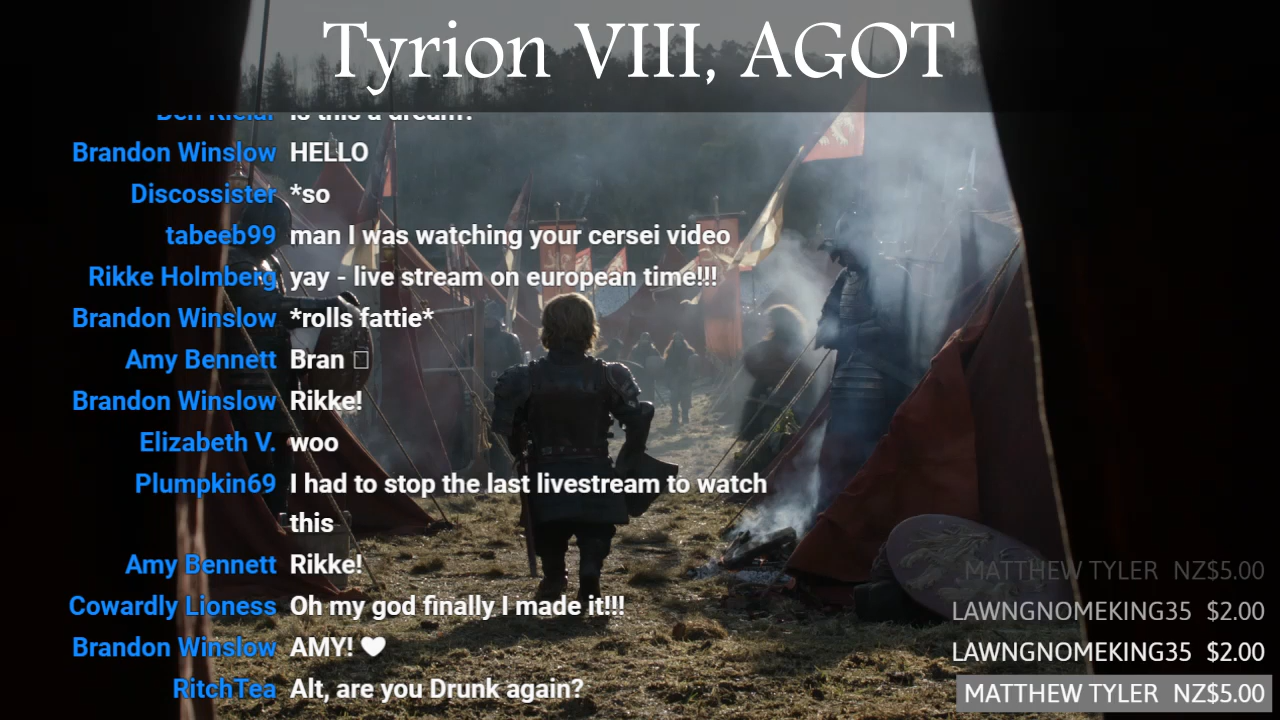 Tyrion VIII, AGOT
is this a dream?
Brandon Winslow HELLO
Discossister *so
tabeeb99 man I was watching your cersei video
Rikke Holmberg yay - live stream on european time!!!
Brandon Winslow *rolls fattie*
Amy Bennett Bran
Brandon Winslow Rikke!
Elizabeth V. woo
Plumpkin69 I had to stop the last livestream to watch
this
Amy Bennett Rikke!
Cowardly Lioness Oh my god finally I made it!!!
Brandon Winslow AMY! 🤍
RitchTea Alt, are you Drunk again?
MATTHEW TYLER NZ$5.00
LAWNGNOMEKING35 $2.00
LAWNGNOMEKING35 $2.00
MATTHEW TYLER NZ$5.00